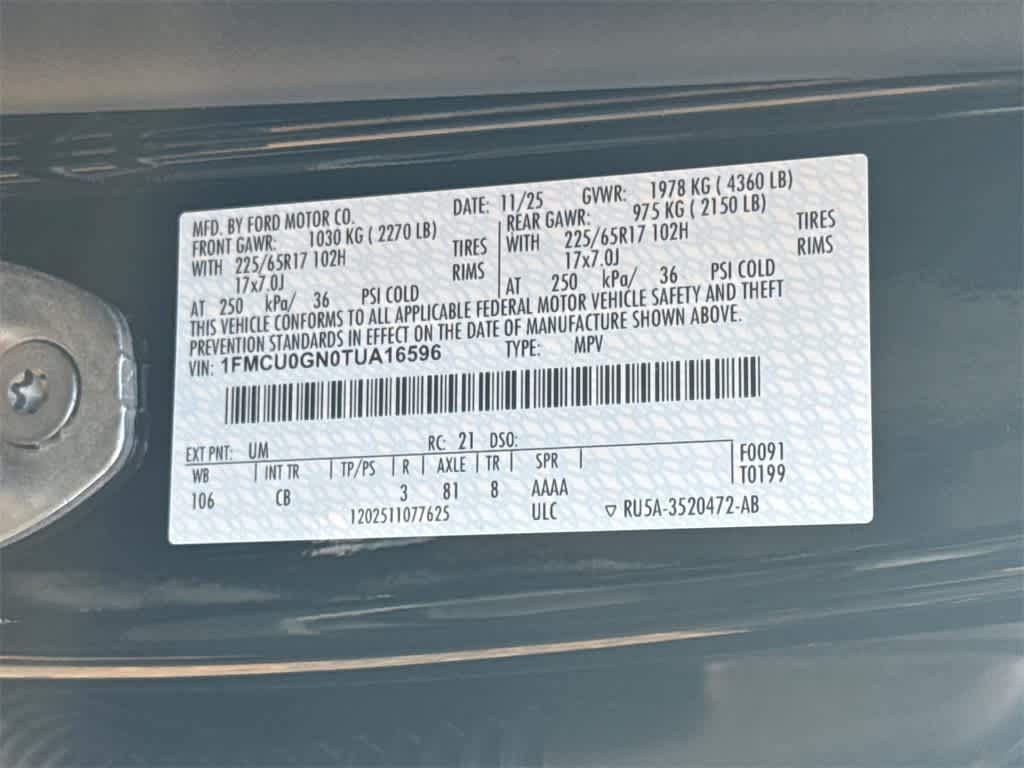 MFD. BY FORD MOTOR CO. DATE: 11/25 GVWR: 1978 KG ( 4360 LB)
FRONT GAWR: 1030 KG ( 2270 LB) REAR GAWR: 975 KG ( 2150 LB)
WITH 225/65R17 102H TIRES WITH 225/65R17 102H TIRES
17x7.0J RIMS 17x7.0J RIMS
AT 250 kPa/ 36 PSI COLD AT 250 kPa/ 36 PSI COLD
THIS VEHICLE CONFORMS TO ALL APPLICABLE FEDERAL MOTOR VEHICLE SAFETY AND THEFT
PREVENTION STANDARDS IN EFFECT ON THE DATE OF MANUFACTURE SHOWN ABOVE.
VIN: 1FMCU0GN0TUA16596 TYPE: MPV
EXT PNT: UM RC: 21 DSO:
WB INT TR TP/PS R AXLE TR SPR F0091
106 CB 3 81 8 AAAA T0199
1202511077625 ULC ▽ RU5A-3520472-AB